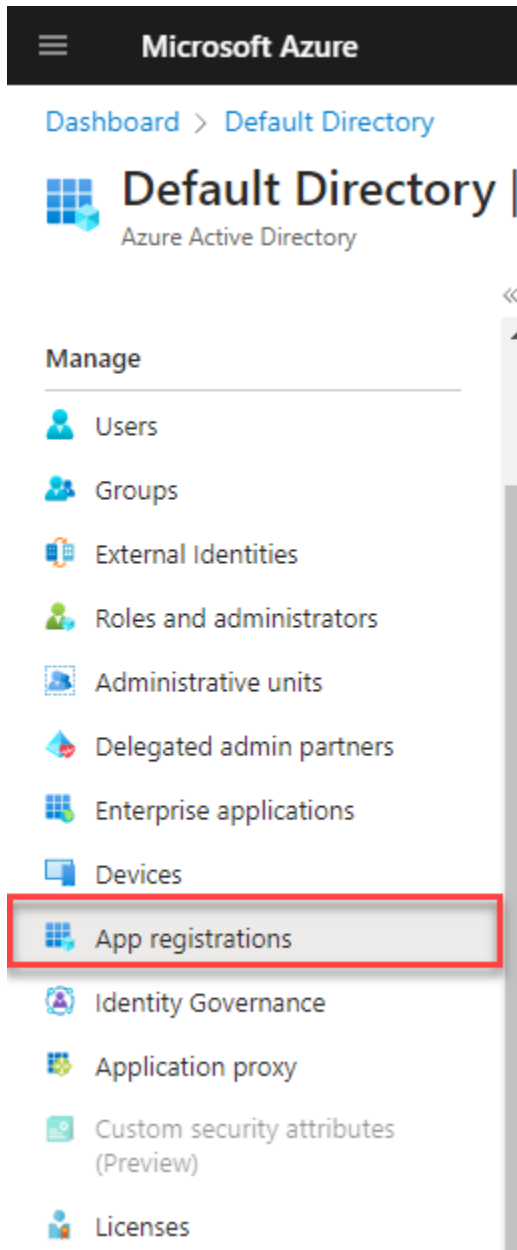 Microsoft Azure
Dashboard > Default Directory
Default Directory |
Azure Active Directory
«
Manage
Users
Groups
External Identities
Roles and administrators
Administrative units
Delegated admin partners
Enterprise applications
Devices
App registrations
Identity Governance
Application proxy
Custom security attributes
(Preview)
Licenses